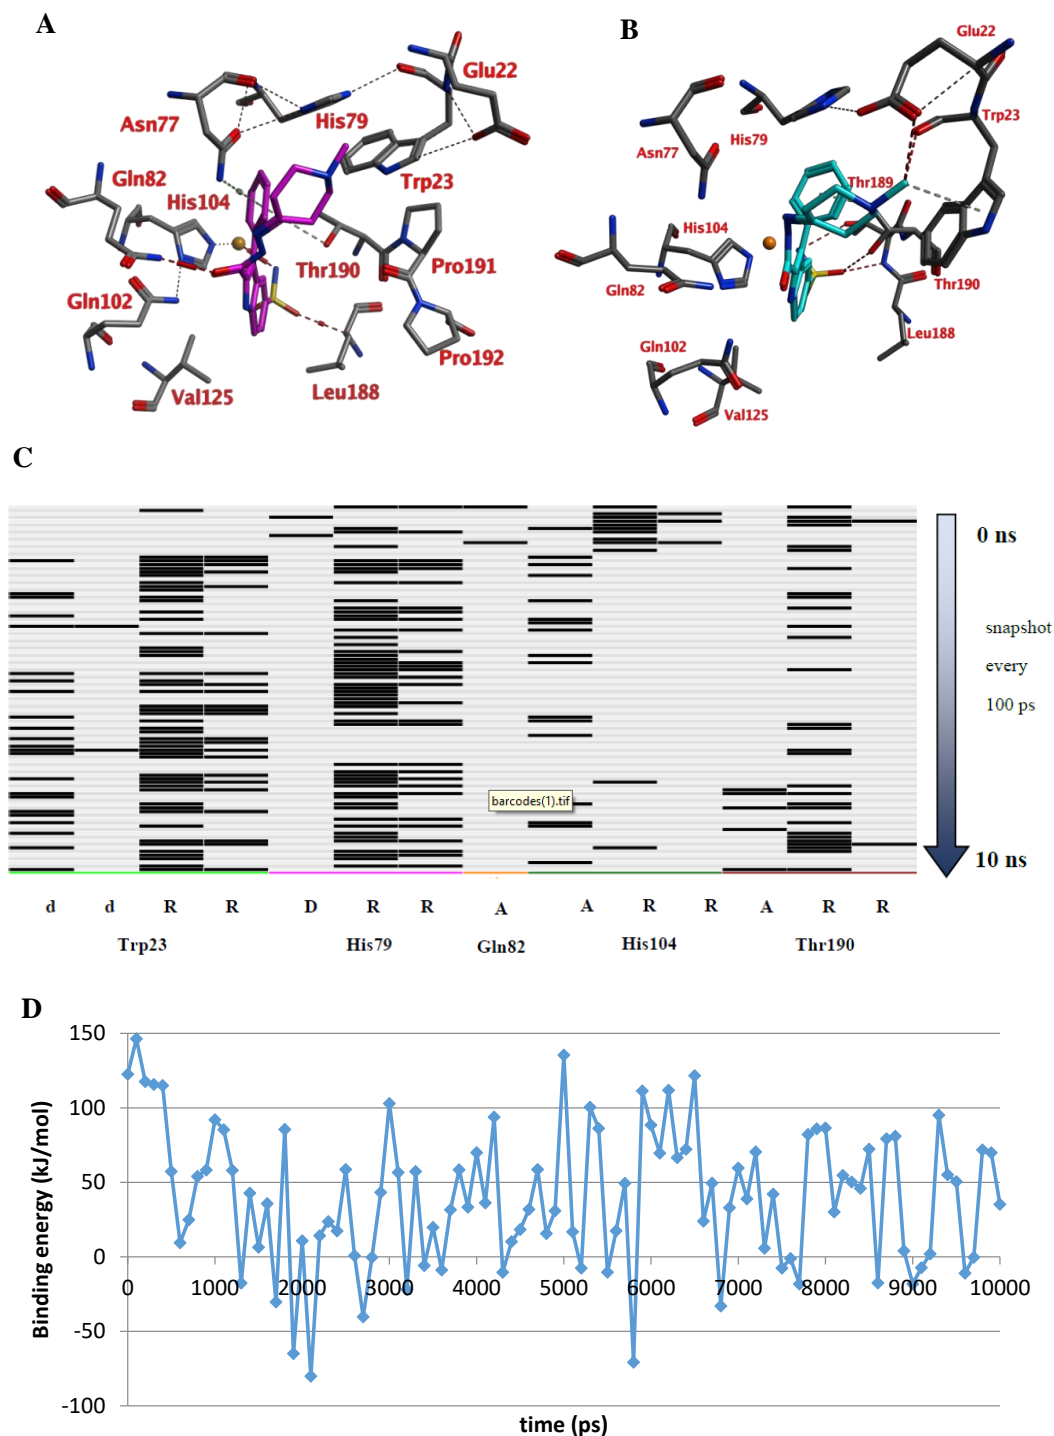 A
B
Glu22
Asn77
His79
Trp23
Gln82
His104
Thr190
Pro191
Gln102
Pro192
Leu188
Val125
Glu22
Trp23
His79
Asn77
Thr189
His104
Gln82
Thr190
Leu188
Gln102
Val125
C
0 ns
snapshot
every
100 ps
barcodes(1).tif
10 ns
d d R R D R R A A R R A R R
Trp23 His79 Gln82 His104 Thr190
D
150
100
50
0
-50
-100
Binding energy (kJ/mol)
0 1000 2000 3000 4000 5000 6000 7000 8000 9000 10000
time (ps)